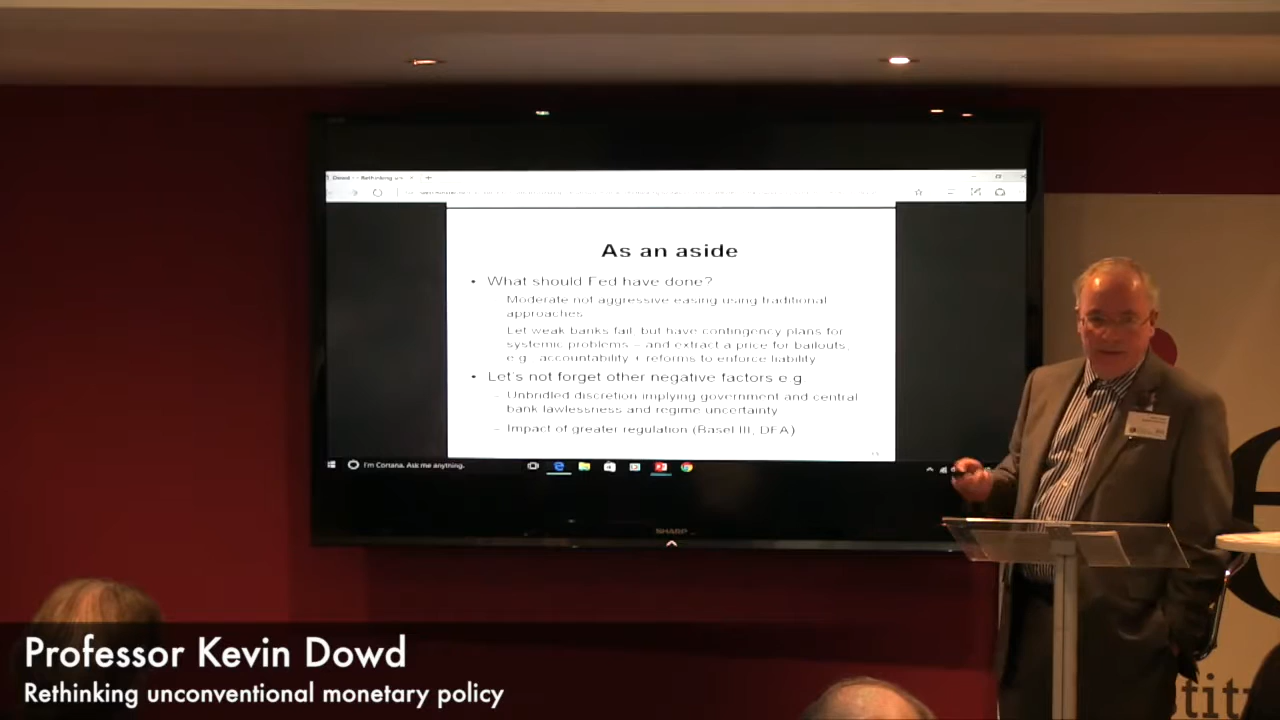 Dowd - Rethinking un
As an aside
• What should Fed have done?
Moderate not aggressive easing using traditional
approaches
Let weak banks fail, but have contingency plans for
systemic problems – and extract a price for bailouts,
e.g. accountability + reforms to enforce liability
• Let's not forget other negative factors e g
– Unbridled discretion implying government and central
bank lawlessness and regime uncertainty
– Impact of greater regulation (Basel III, DFA)
I'm Cortana. Ask me anything.
SHARP
Professor Kevin Dowd
Rethinking unconventional monetary policy